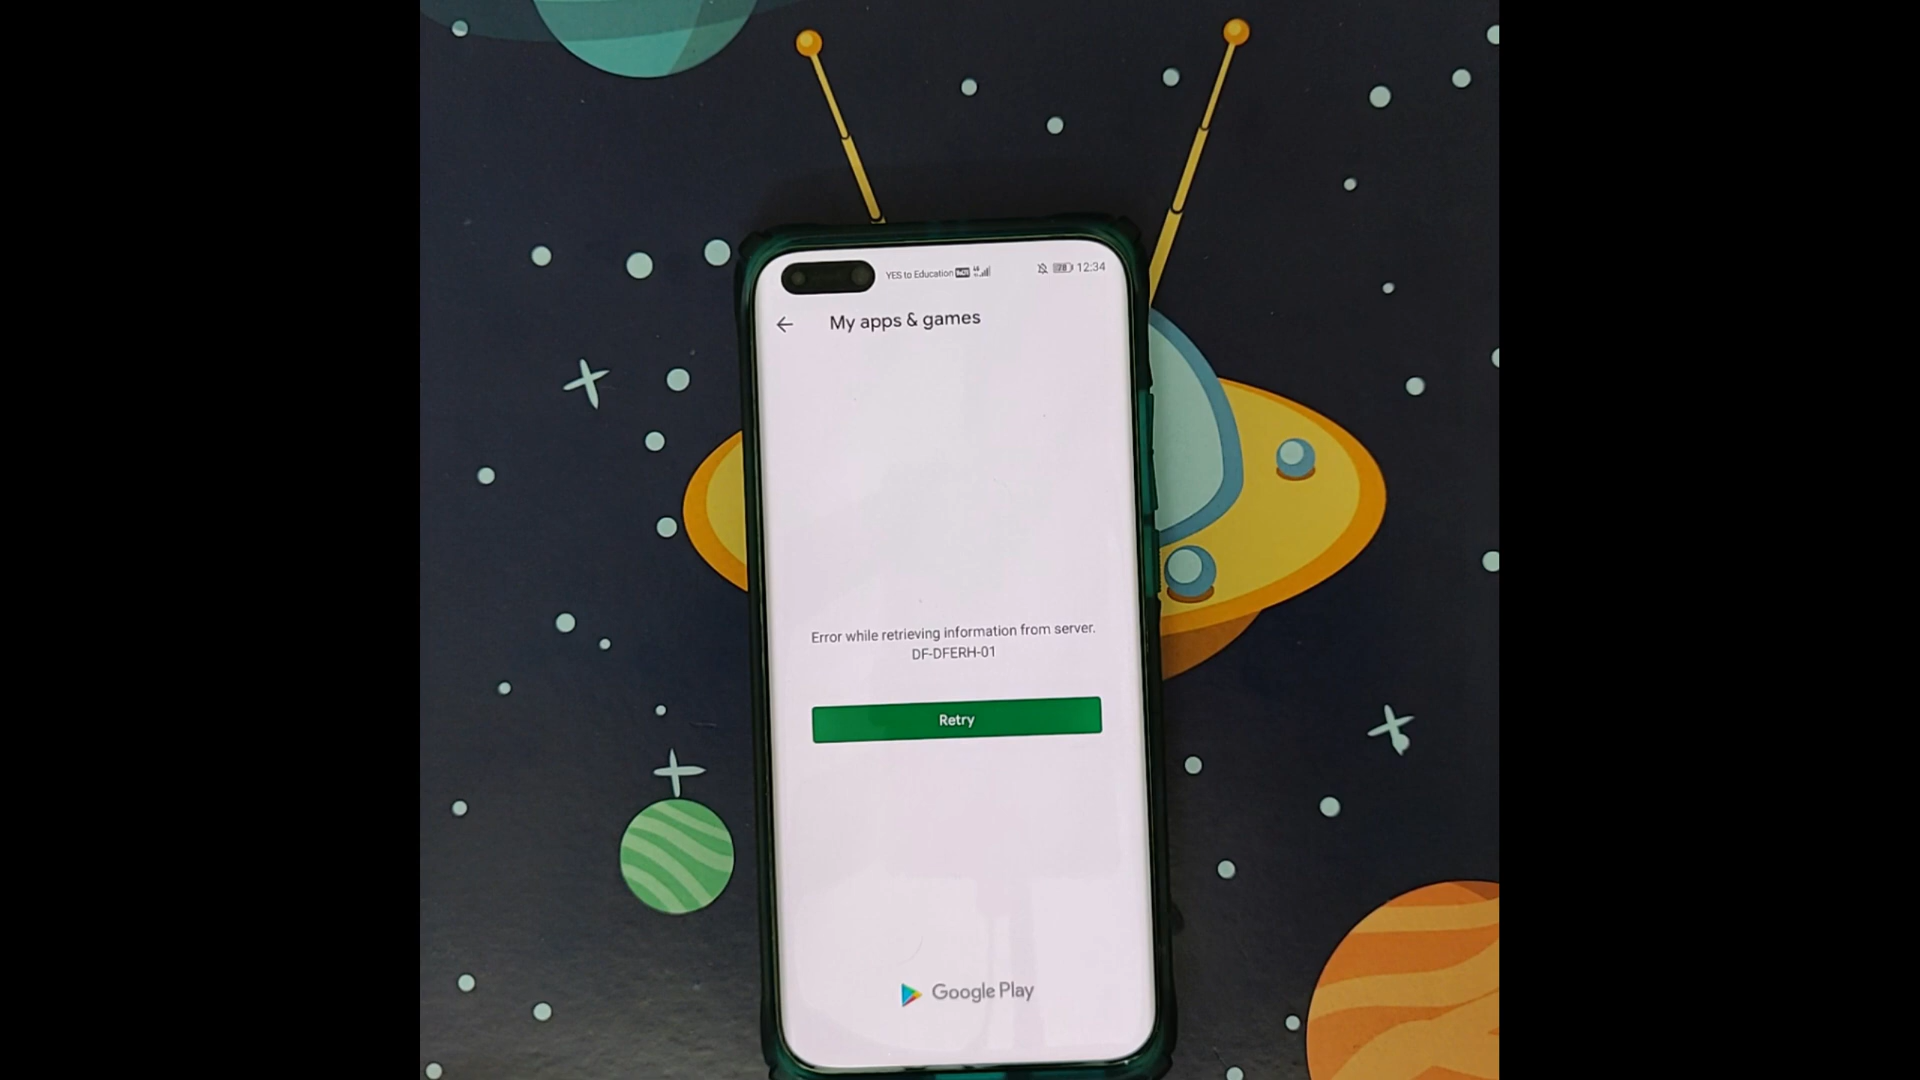 YES to Education 12:34
My apps & games
Error while retrieving information from server.
DF-DFERH-01
Retry
Google Play